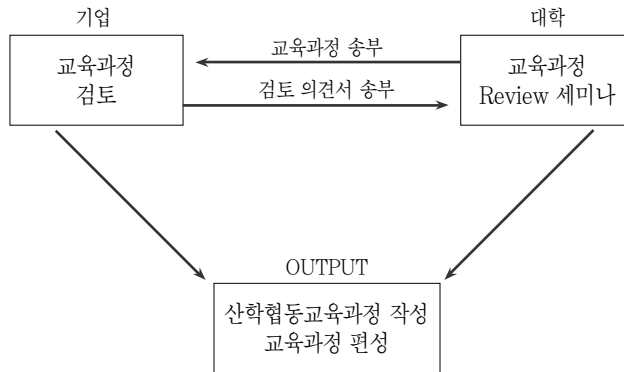 기업
대학
교육과정
검토
교육과정 송부
검토 의견서 송부
교육과정
Review 세미나
OUTPUT
산학협동교육과정 작성
교육과정 편성